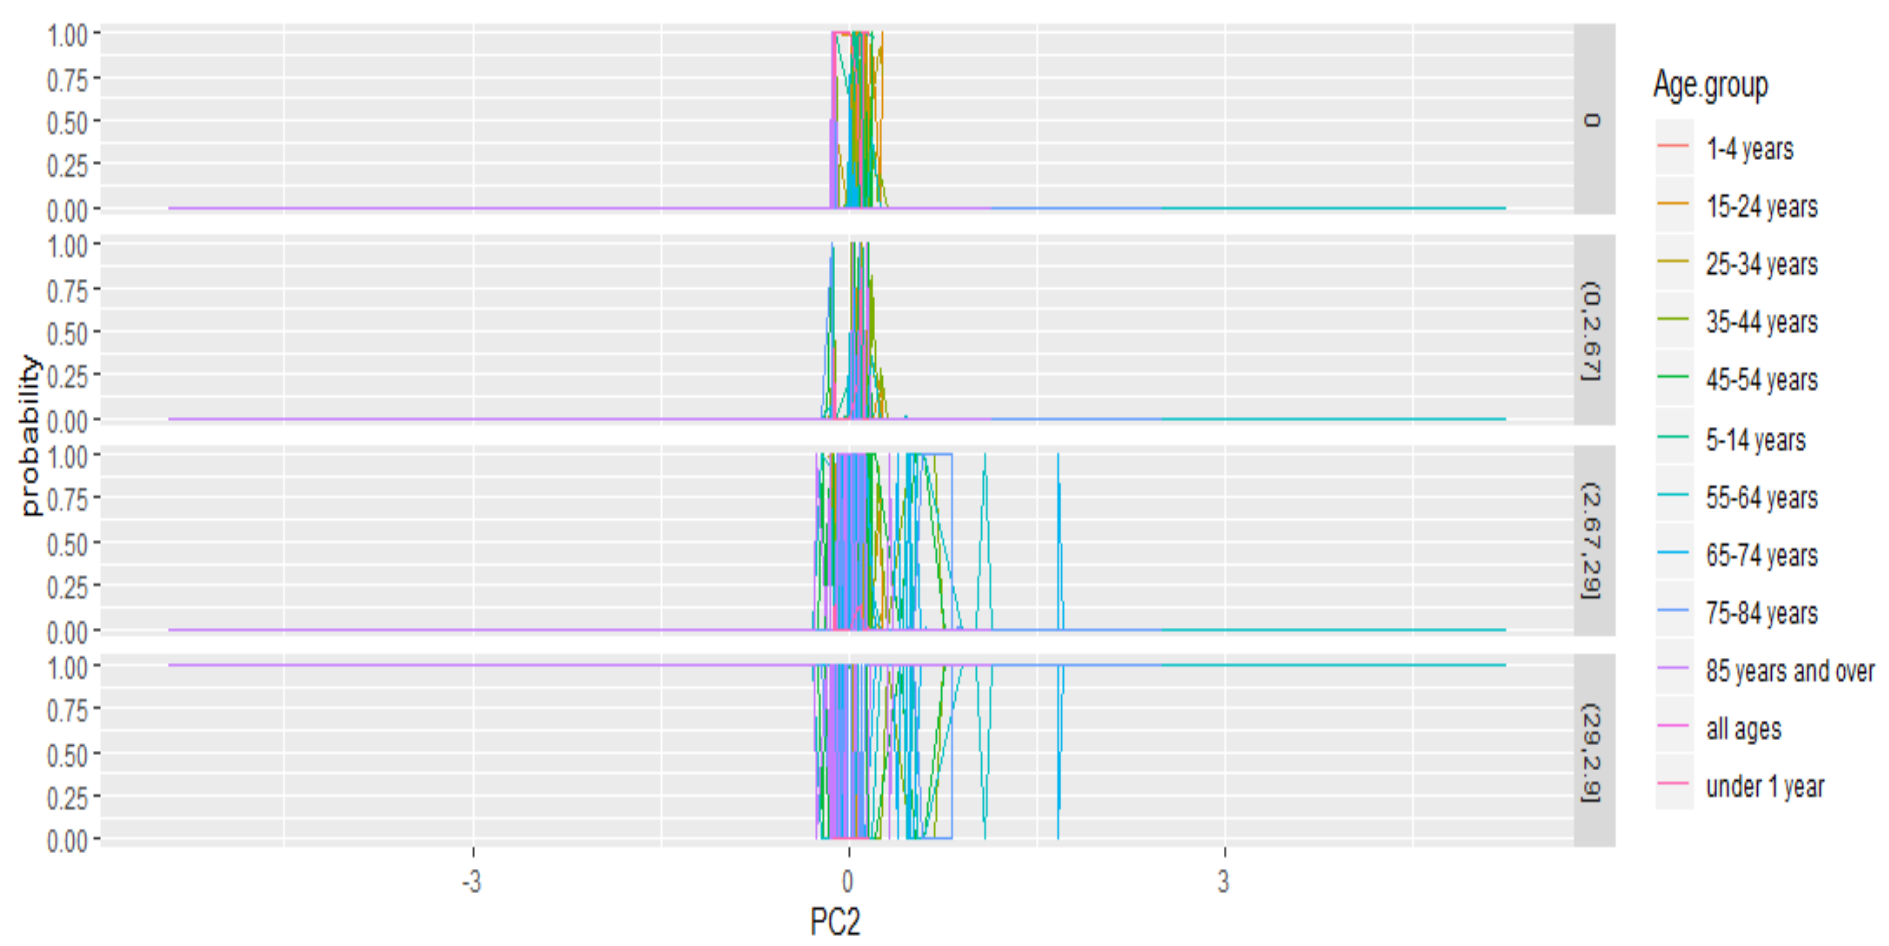 1.00
0.75
0.50
0.25
0.00
0
1.00
0.75
0.50
0.25
0.00
(0,2.67]
1.00
0.75
0.50
0.25
0.00
(2.67,29]
1.00
0.75
0.50
0.25
0.00
(29,2.9]
probability
-3
0
3
PC2
Age.group
1-4 years
15-24 years
25-34 years
35-44 years
45-54 years
5-14 years
55-64 years
65-74 years
75-84 years
85 years and over
all ages
under 1 year